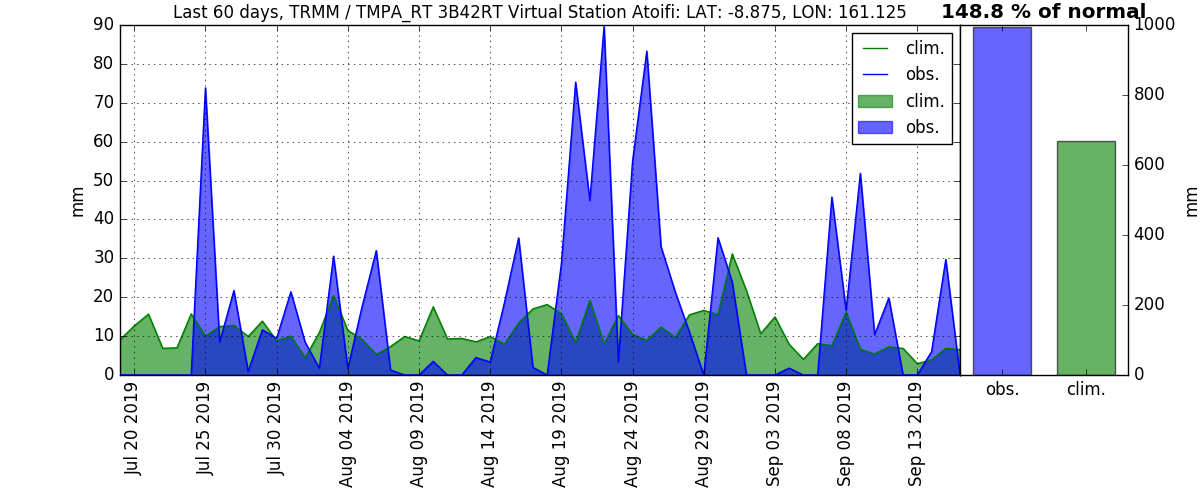 Last 60 days, TRMM / TMPA_RT 3B42RT Virtual Station Atoifi: LAT: -8.875, LON: 161.125
148.8 % of normal
90
80
70
60
50
40
30
20
10
0
mm
clim.
obs.
clim.
obs.
Jul 20 2019
Jul 25 2019
Jul 30 2019
Aug 04 2019
Aug 09 2019
Aug 14 2019
Aug 19 2019
Aug 24 2019
Aug 29 2019
Sep 03 2019
Sep 08 2019
Sep 13 2019
1000
800
600
400
200
0
mm
obs.
clim.